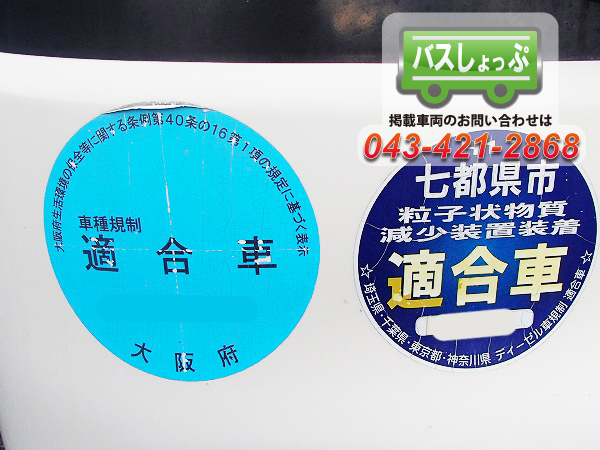 バスしょっぷ
掲載車両のお問い合わせは
043-421-2868
大阪府生活環境の保全等に関する条例第40条の16第1項の規定に基づく表示
車種規制
適合車
大阪府
七都県市
粒子状物質
減少装置装着
適合車
☆埼玉県・千葉県・東京都・神奈川県 ディーゼル車規制 適合車☆